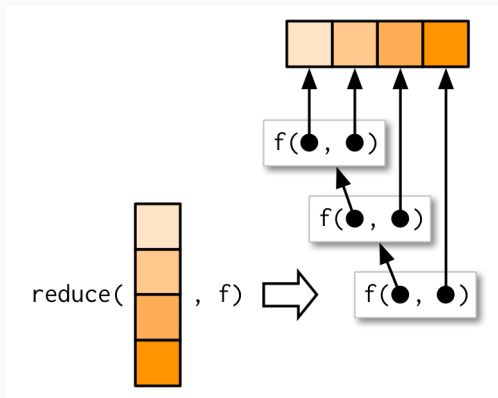 f( , )
f( , )
reduce( , f)
f( , )